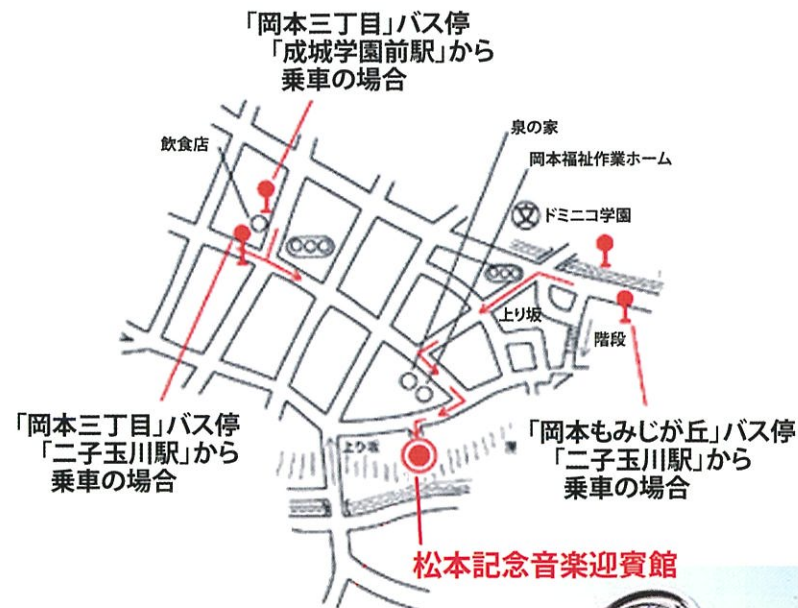 「岡本三丁目」バス停
「成城学園前駅」から
乗車の場合
飲食店
泉の家
岡本福祉作業ホーム
文
ドミニコ学園
上り坂
階段
「岡本三丁目」バス停
「二子玉川駅」から
乗車の場合
上り坂
「岡本もみじが丘」バス停
「二子玉川駅」から
乗車の場合
松本記念音楽迎賓館